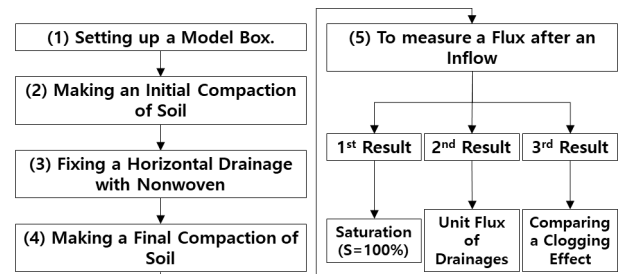 (1) Setting up a Model Box.
(2) Making an Initial Compaction
of Soil
(3) Fixing a Horizontal Drainage
with Nonwoven
(4) Making a Final Compaction of
Soil
(5) To measure a Flux after an
Inflow
1st Result
2nd Result
3rd Result
Saturation
(S=100%)
Unit Flux
of
Drainages
Comparing
a Clogging
Effect